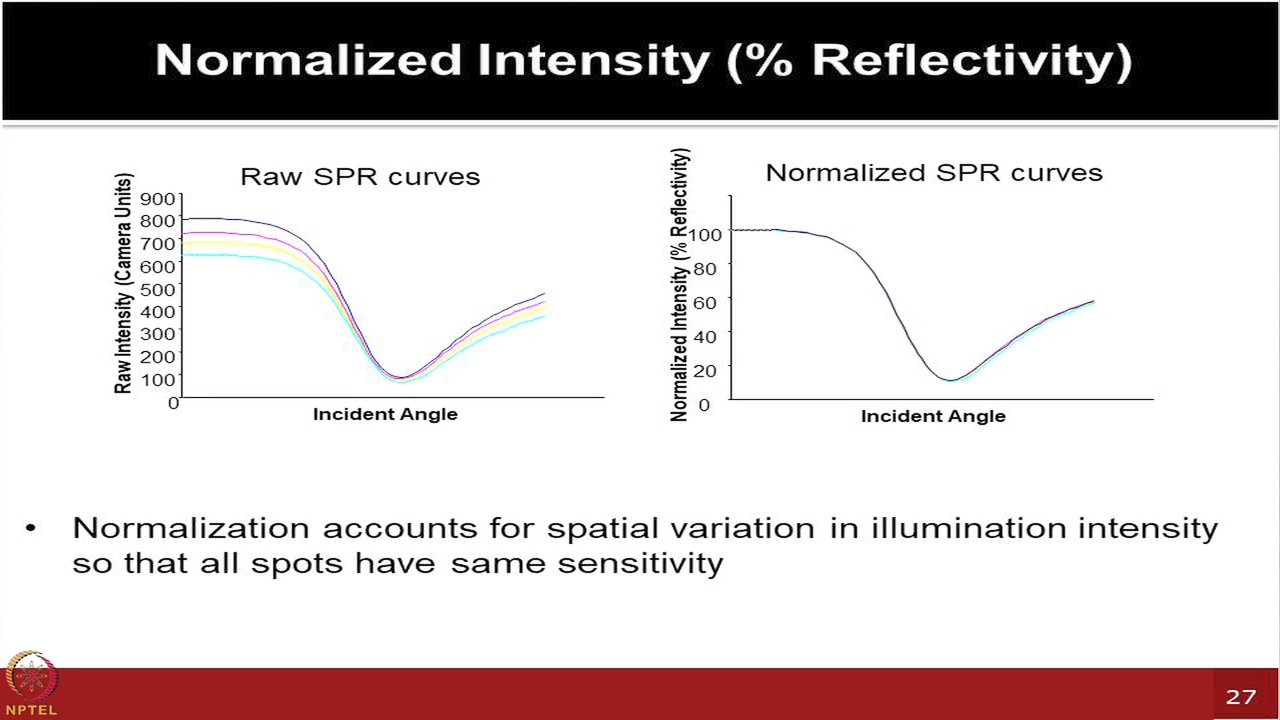 Normalized Intensity (% Reflectivity)
Raw SPR curves
Raw Intensity (Camera Units)
900
800
700
600
500
400
300
200
100
0
Incident Angle
Normalized SPR curves
Normalized Intensity (% Reflectivity)
100
80
60
40
20
0
Incident Angle
• Normalization accounts for spatial variation in illumination intensity
so that all spots have same sensitivity
NPTEL
27